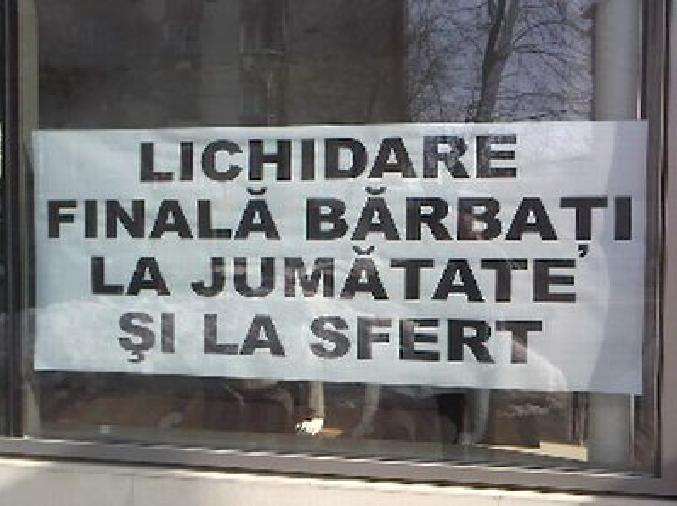 LICHIDARE
FINALĂ BĂRBAȚI
LA JUMĂTATE
ŞI LA SFERT